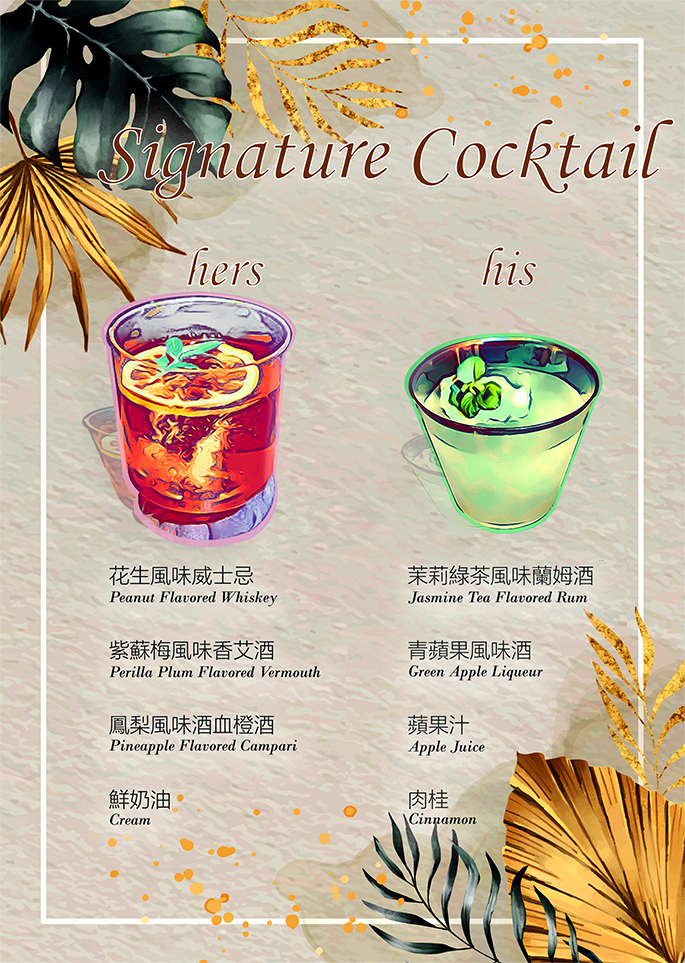 Signature Cocktail
hers
花生風味威士忌
Peanut Flavored Whiskey
紫蘇梅風味香艾酒
Perilla Plum Flavored Vermouth
鳳梨風味酒血橙酒
Pineapple Flavored Campari
鮮奶油
Cream
his
茉莉綠茶風味蘭姆酒
Jasmine Tea Flavored Rum
青蘋果風味酒
Green Apple Liqueur
蘋果汁
Apple Juice
肉桂
Cinnamon